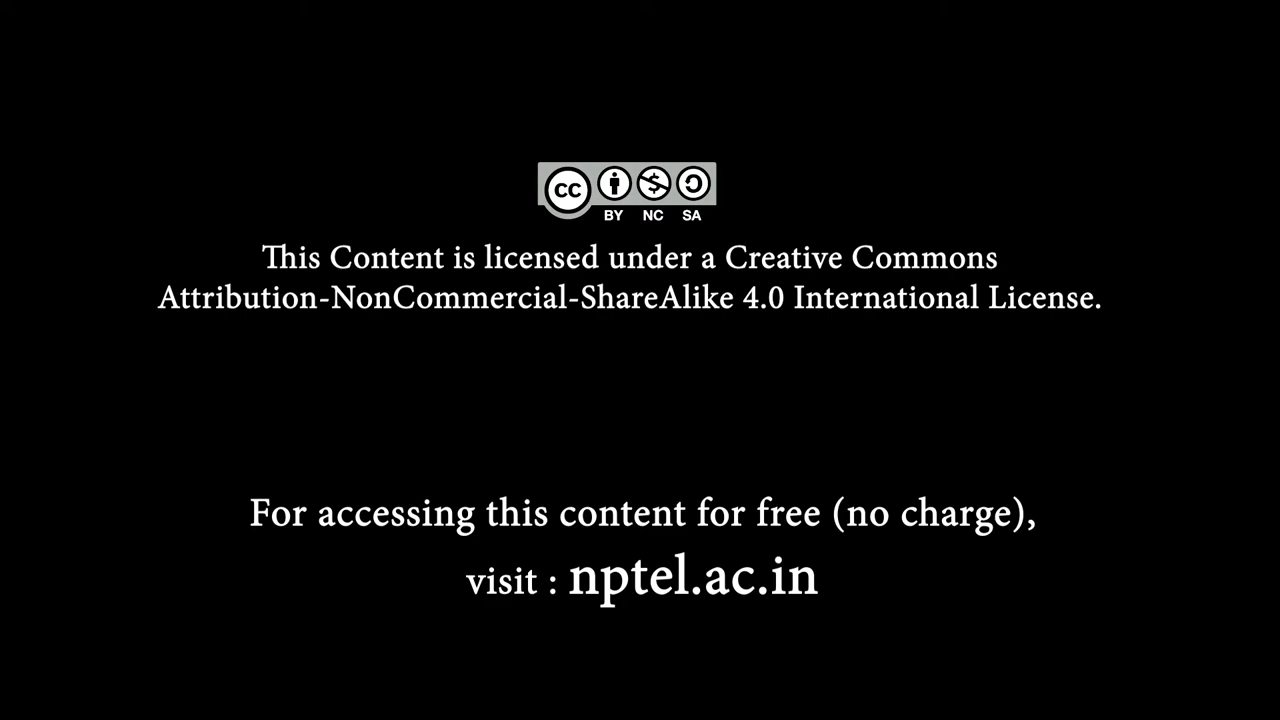 cc
BY NC SA
This Content is licensed under a Creative Commons
Attribution-NonCommercial-ShareAlike 4.0 International License.
For accessing this content for free (no charge),
visit : nptel.ac.in